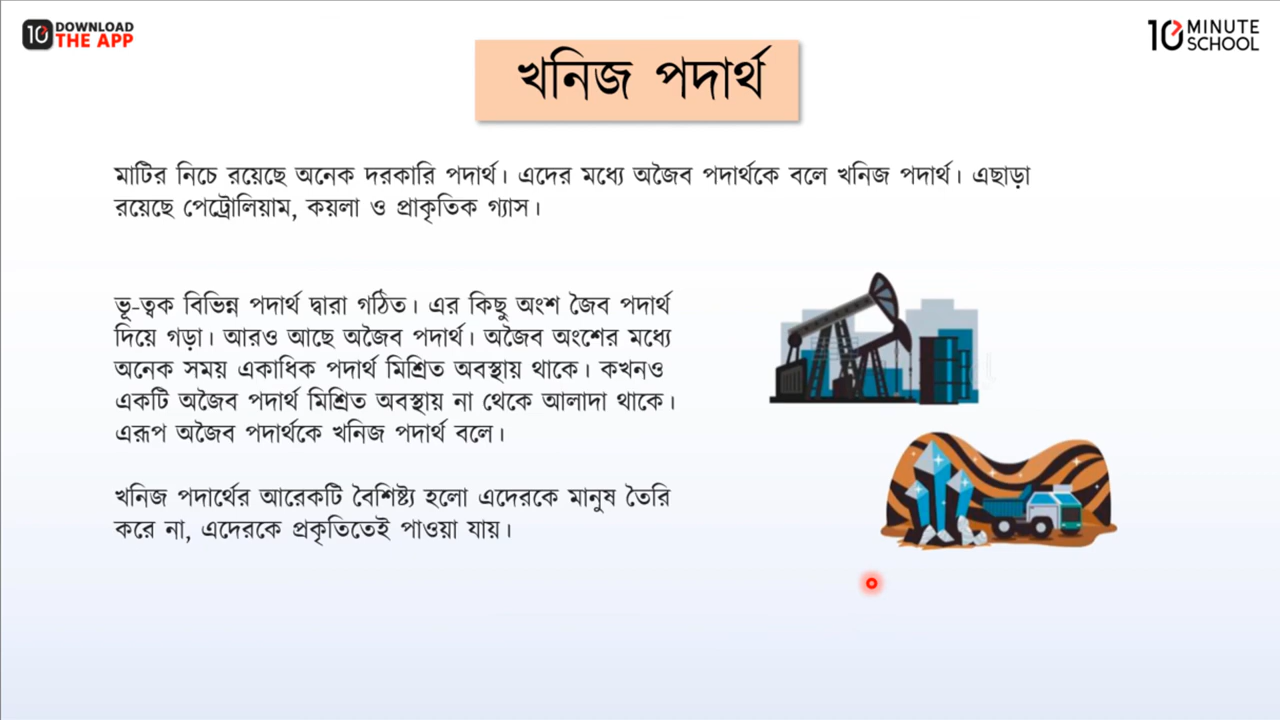 10 DOWNLOAD
THE APP
10 MINUTE
SCHOOL
খনিজ পদার্থ
মাটির নিচে রয়েছে অনেক দরকারি পদার্থ। এদের মধ্যে অজৈব পদার্থকে বলে খনিজ পদার্থ। এছাড়া
রয়েছে পেট্রোলিয়াম, কয়লা ও প্রাকৃতিক গ্যাস।
ভূ-ত্বক বিভিন্ন পদার্থ দ্বারা গঠিত। এর কিছু অংশ জৈব পদার্থ
দিয়ে গড়া। আরও আছে অজৈব পদার্থ। অজৈব অংশের মধ্যে
অনেক সময় একাধিক পদার্থ মিশ্রিত অবস্থায় থাকে। কখনও
একটি অজৈব পদার্থ মিশ্রিত অবস্থায় না থেকে আলাদা থাকে।
এরূপ অজৈব পদার্থকে খনিজ পদার্থ বলে।
খনিজ পদার্থের আরেকটি বৈশিষ্ট্য হলো এদেরকে মানুষ তৈরি
করে না, এদেরকে প্রকৃতিতেই পাওয়া যায়।